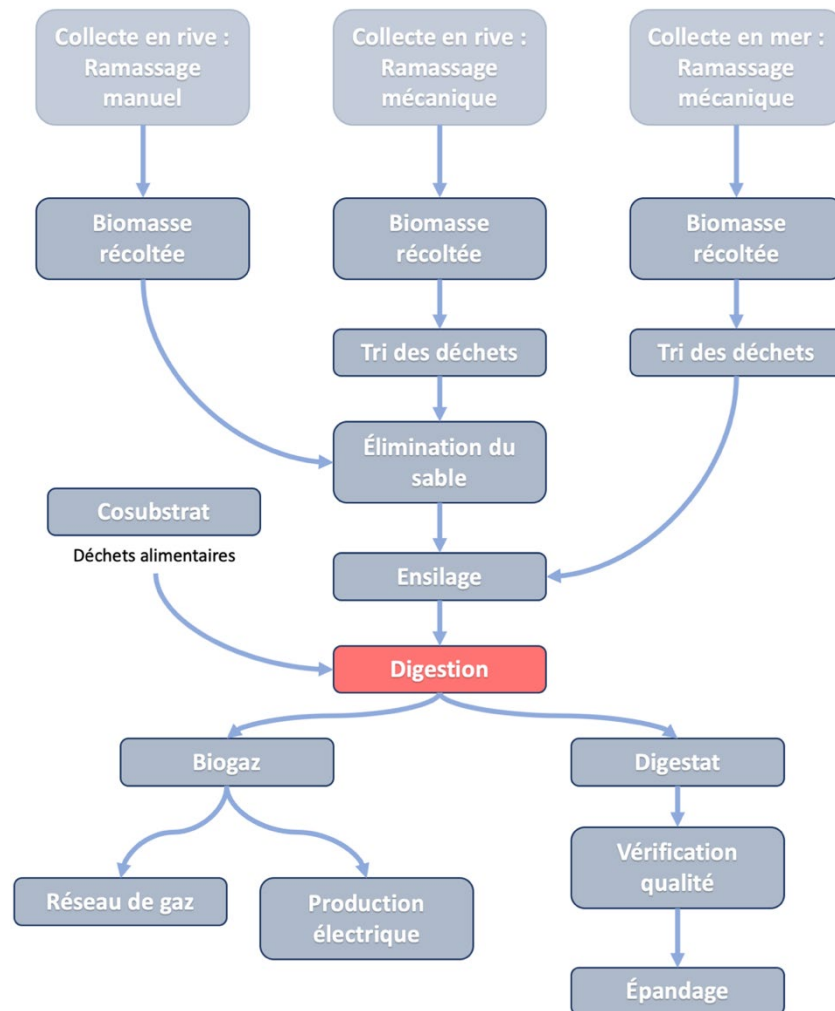 Collecte en rive :
Ramassage
manuel
Collecte en rive :
Ramassage
mécanique
Collecte en mer :
Ramassage
mécanique
Biomasse
récoltée
Biomasse
récoltée
Biomasse
récoltée
Tri des déchets
Tri des déchets
Élimination du
sable
Cosubstrat
Déchets alimentaires
Ensilage
Digestion
Biogaz
Digestat
Vérification
qualité
Réseau de gaz
Production
électrique
Épandage